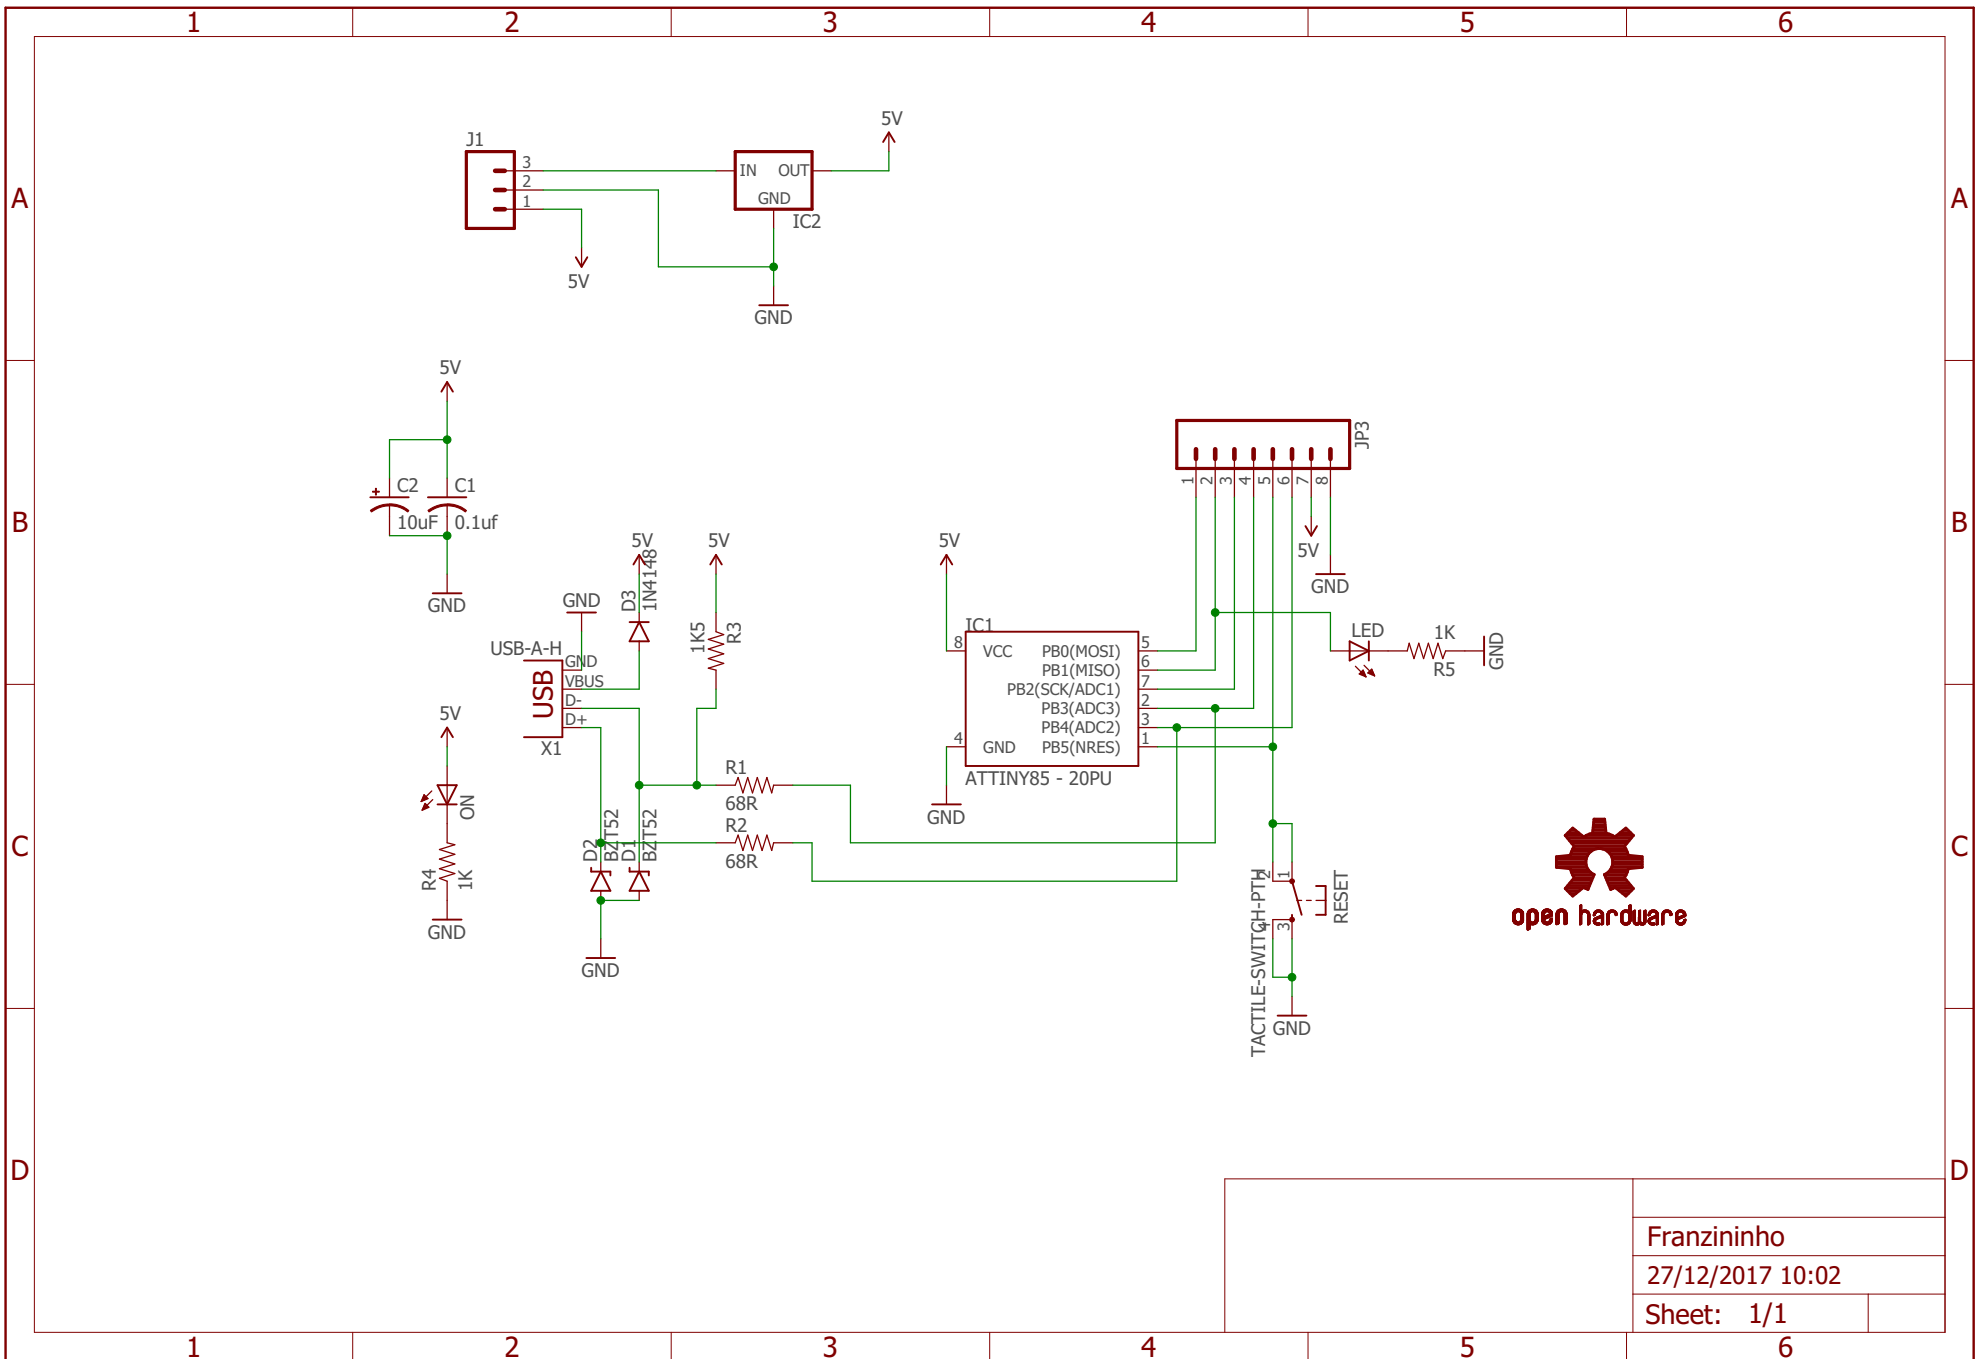 1 2 3 4 5 6
A A
5V
J1
3
2
1
IN OUT
GND
IC2
5V
GND
B B
5V
C2 C1
10uF 0.1uf
GND
JP3
1 2 3 4 5 6 7 8
5V
GND
5V
D3
1N4148
5V
1K5
R3
GND
USB-A-H
USB
GND
VBUS
D-
D+
X1
5V
IC1
8 VCC PB0(MOSI) 5
PB1(MISO) 6
PB2(SCK/ADC1) 7
PB3(ADC3) 2
PB4(ADC2) 3
4 GND PB5(NRES) 1
ATTINY85 - 20PU
GND
LED
1K
R5
GND
C C
5V
ON
R4
1K
GND
R1
68R
R2
68R
D2
BZT52
D1
BZT52
GND
TACTILE-SWITCH-PTH
2 1
4 3
RESET
GND
open hardware
D D
Franzininho
27/12/2017 10:02
Sheet: 1/1
1 2 3 4 5 6